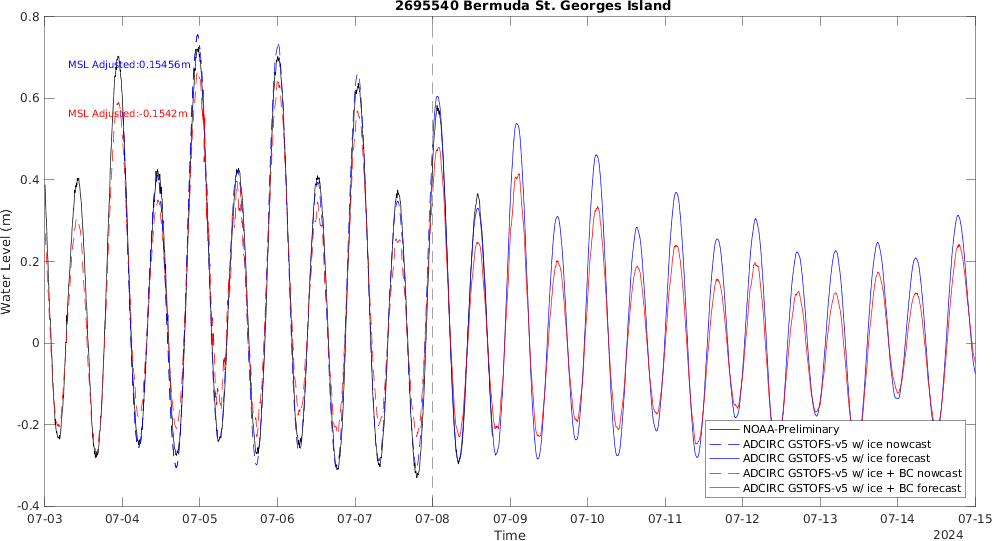 2695540 Bermuda St. Georges Island
0.8
0.6
0.4
0.2
0
-0.2
-0.4
Water Level (m)
MSL Adjusted:0.15456m
MSL Adjusted:-0.1542m
NOAA-Preliminary
ADCIRC GSTOFS-v5 w/ ice nowcast
ADCIRC GSTOFS-v5 w/ ice forecast
ADCIRC GSTOFS-v5 w/ ice + BC nowcast
ADCIRC GSTOFS-v5 w/ ice + BC forecast
07-03 07-04 07-05 07-06 07-07 07-08 07-09 07-10 07-11 07-12 07-13 07-14 07-15
Time
2024